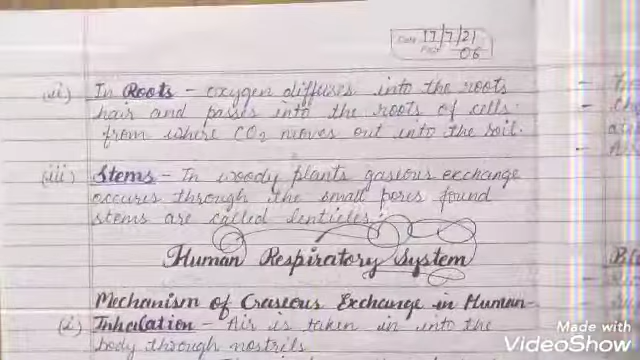 Date 17/7/21
Page 06
(ii) In Roots - oxygen diffuses into the roots
hair and passes into the roots of cells.
from where CO2 moves out into the soil.
(iii) Stems - In woody plants gaseous exchange
occures through the small pores found
stems are called lenticles.
Human Respiratory System
Mechanism of Graseous Exchange in Human-
(i) Inhalation - Air is taken in into the
body through nostrils
Made with
VideoShow